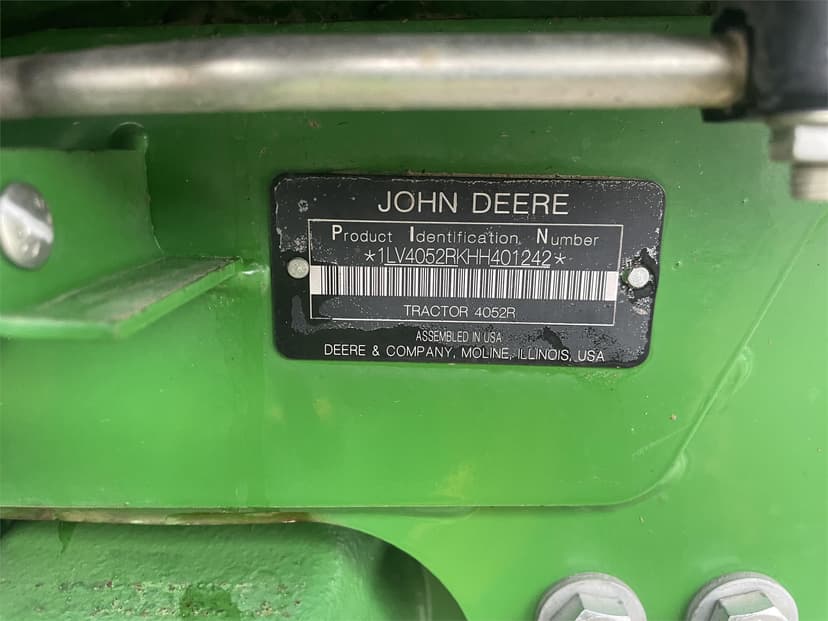 JOHN DEERE
Product Identification Number
*1LV4052RKHH401242*
TRACTOR 4052R
ASSEMBLED IN USA
DEERE & COMPANY, MOLINE, ILLINOIS, USA